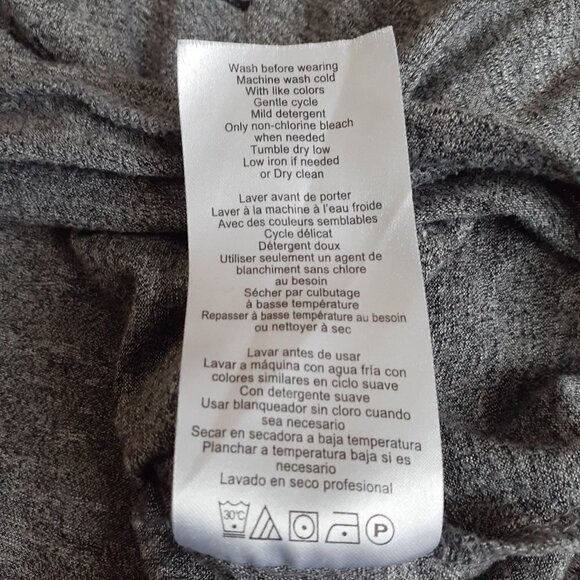 Wash before wearing
Machine wash cold
With like colors
Gentle cycle
Mild detergent
Only non-chlorine bleach
when needed
Tumble dry low
Low iron if needed
or Dry clean
Laver avant de porter
Laver à la machine à l'eau froide
Avec des couleurs semblables
Cycle délicat
Détergent doux
Utiliser seulement un agent de
blanchiment sans chlore
au besoin
Sécher par culbutage
à basse température
Repasser à basse température au besoin
ou nettoyer à sec
Lavar antes de usar
Lavar a máquina con agua fría con
colores similares en ciclo suave
Con detergente suave
Usar blanqueador sin cloro cuando
sea necesario
Secar en secadora a baja temperatura
Planchar a temperatura baja si es
necesario
Lavado en seco profesional
30°C P